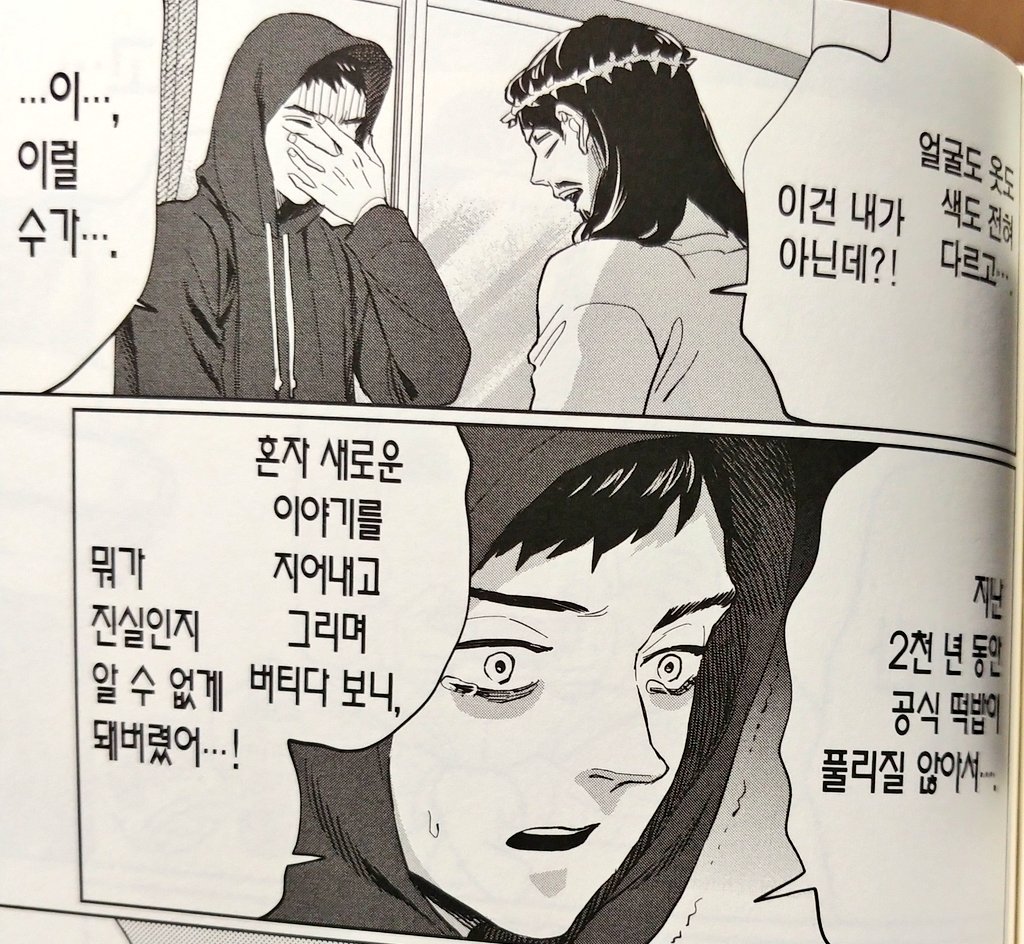 얼굴도 옷도
색도 전혀
다르고….
이건 내가
아닌데?!
…이…,
이럴
수가….
지난
2천 년 동안
공식 떡밥이
풀리질 않아서….
혼자 새로운
이야기를
지어내고
그리며
버티다 보니,
뭐가
진실인지
알 수 없게
돼버렸어…!